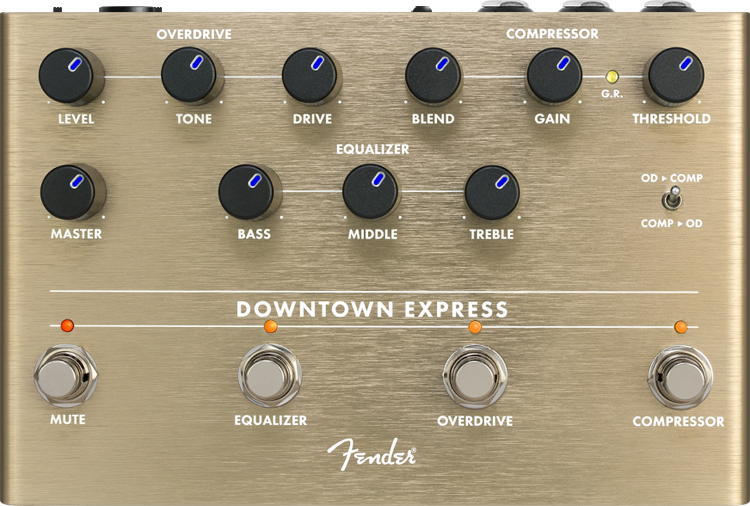 OVERDRIVE
COMPRESSOR
G.R.
LEVEL
TONE
DRIVE
BLEND
GAIN
THRESHOLD
EQUALIZER
OD ▸ COMP
COMP ▸ OD
MASTER
BASS
MIDDLE
TREBLE
DOWNTOWN EXPRESS
MUTE
EQUALIZER
OVERDRIVE
COMPRESSOR
Fender®